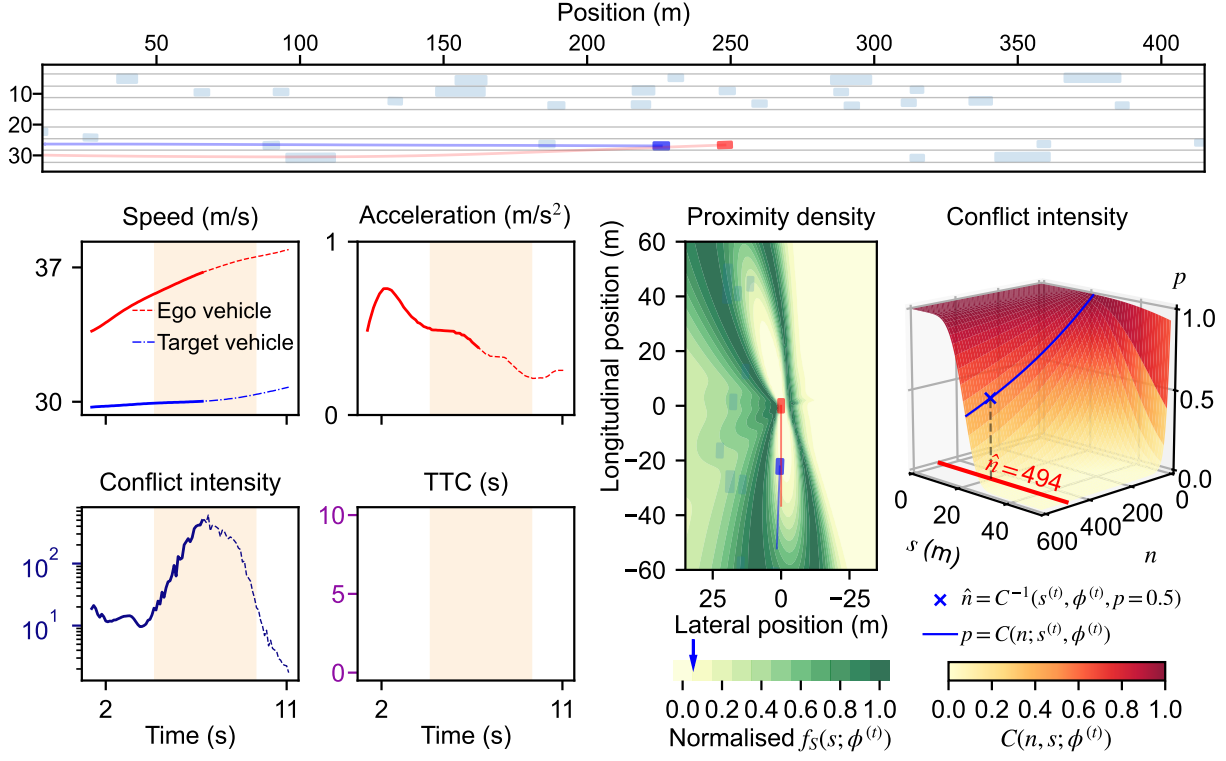 Position (m)
50 100 150 200 250 300 350 400
10
20
30
Speed (m/s)
37
30
Ego vehicle
Target vehicle
Acceleration (m/s²)
1
0
Proximity density
Longitudinal position (m)
60
40
20
0
−20
−40
−60
25 0 −25
Lateral position (m)
Conflict intensity
p
1.0
0.5
0.0
n̂ = 494
0 20 40 600 400 200
s (m)
n
Conflict intensity
10²
10¹
2 11
Time (s)
TTC (s)
10
5
0
2 11
Time (s)
n̂ = C⁻¹(s⁽ᵗ⁾, ϕ⁽ᵗ⁾, p = 0.5)
p = C(n; s⁽ᵗ⁾, ϕ⁽ᵗ⁾)
0.0 0.2 0.4 0.6 0.8 1.0
Normalised f_S(s; ϕ⁽ᵗ⁾)
0.0 0.2 0.4 0.6 0.8 1.0
C(n, s; ϕ⁽ᵗ⁾)